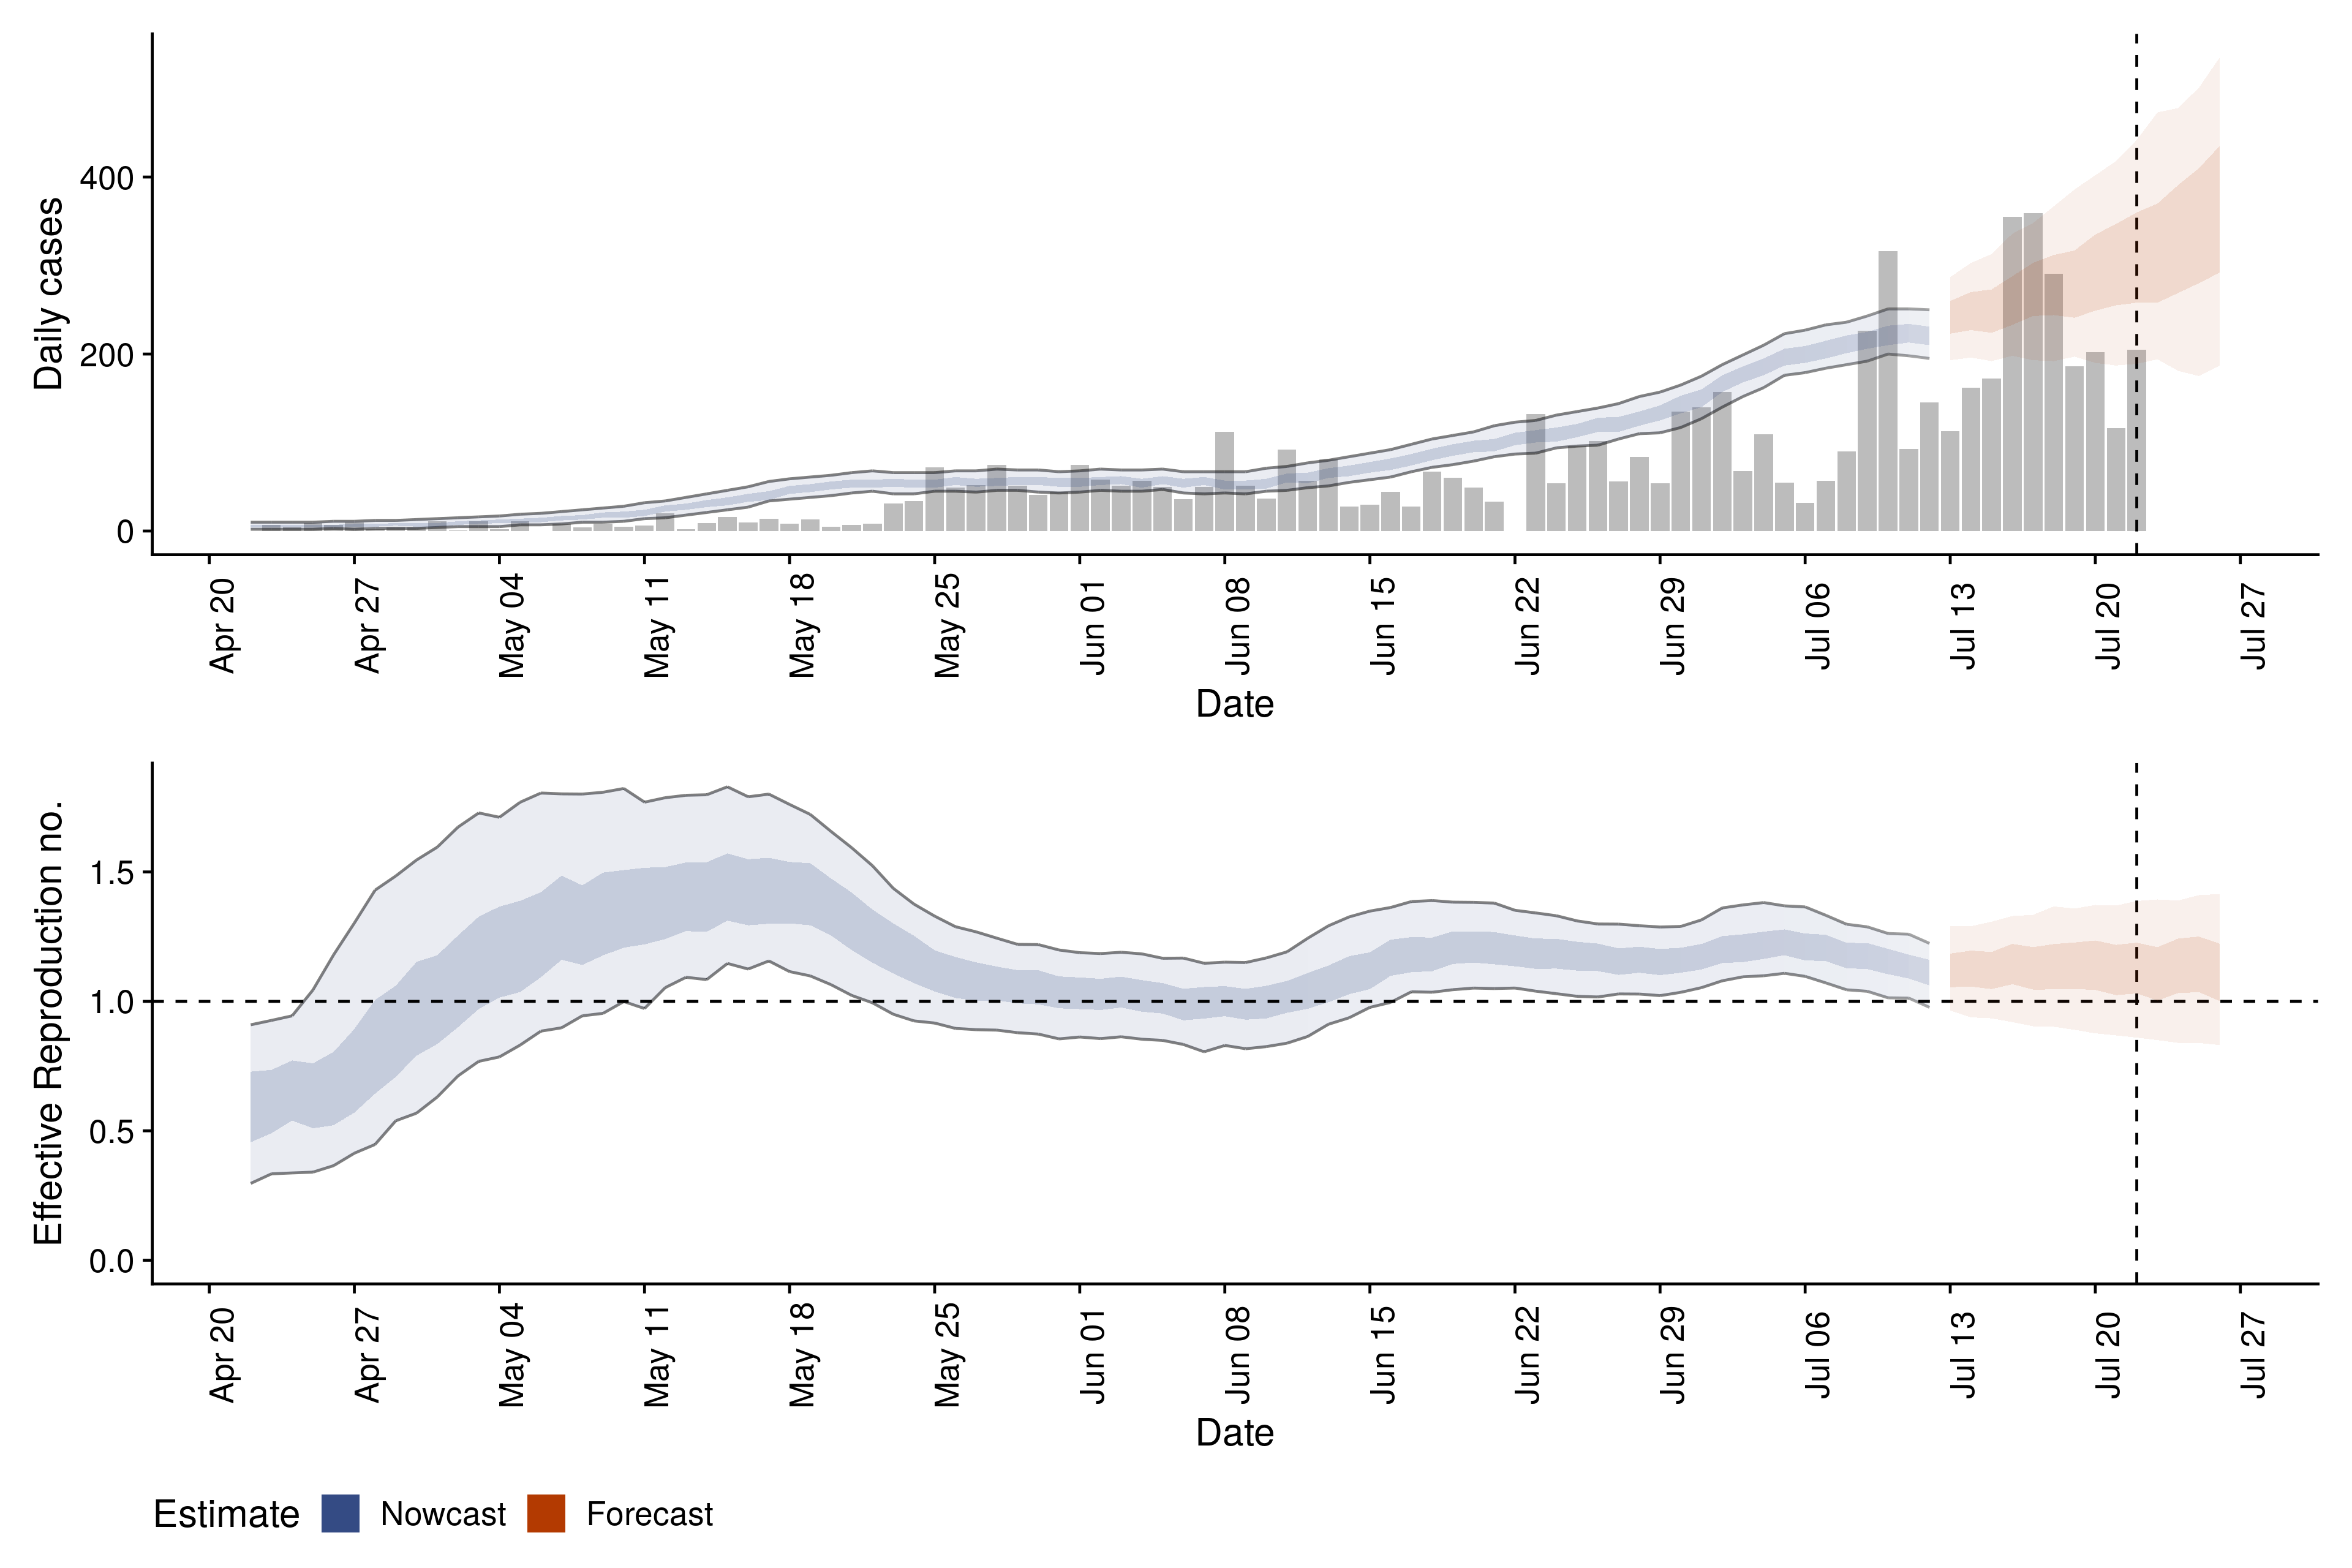 Daily cases
400
200
0
Apr 20 Apr 27 May 04 May 11 May 18 May 25 Jun 01 Jun 08 Jun 15 Jun 22 Jun 29 Jul 06 Jul 13 Jul 20 Jul 27
Date
Effective Reproduction no.
1.5
1.0
0.5
0.0
Apr 20 Apr 27 May 04 May 11 May 18 May 25 Jun 01 Jun 08 Jun 15 Jun 22 Jun 29 Jul 06 Jul 13 Jul 20 Jul 27
Date
Estimate Nowcast Forecast